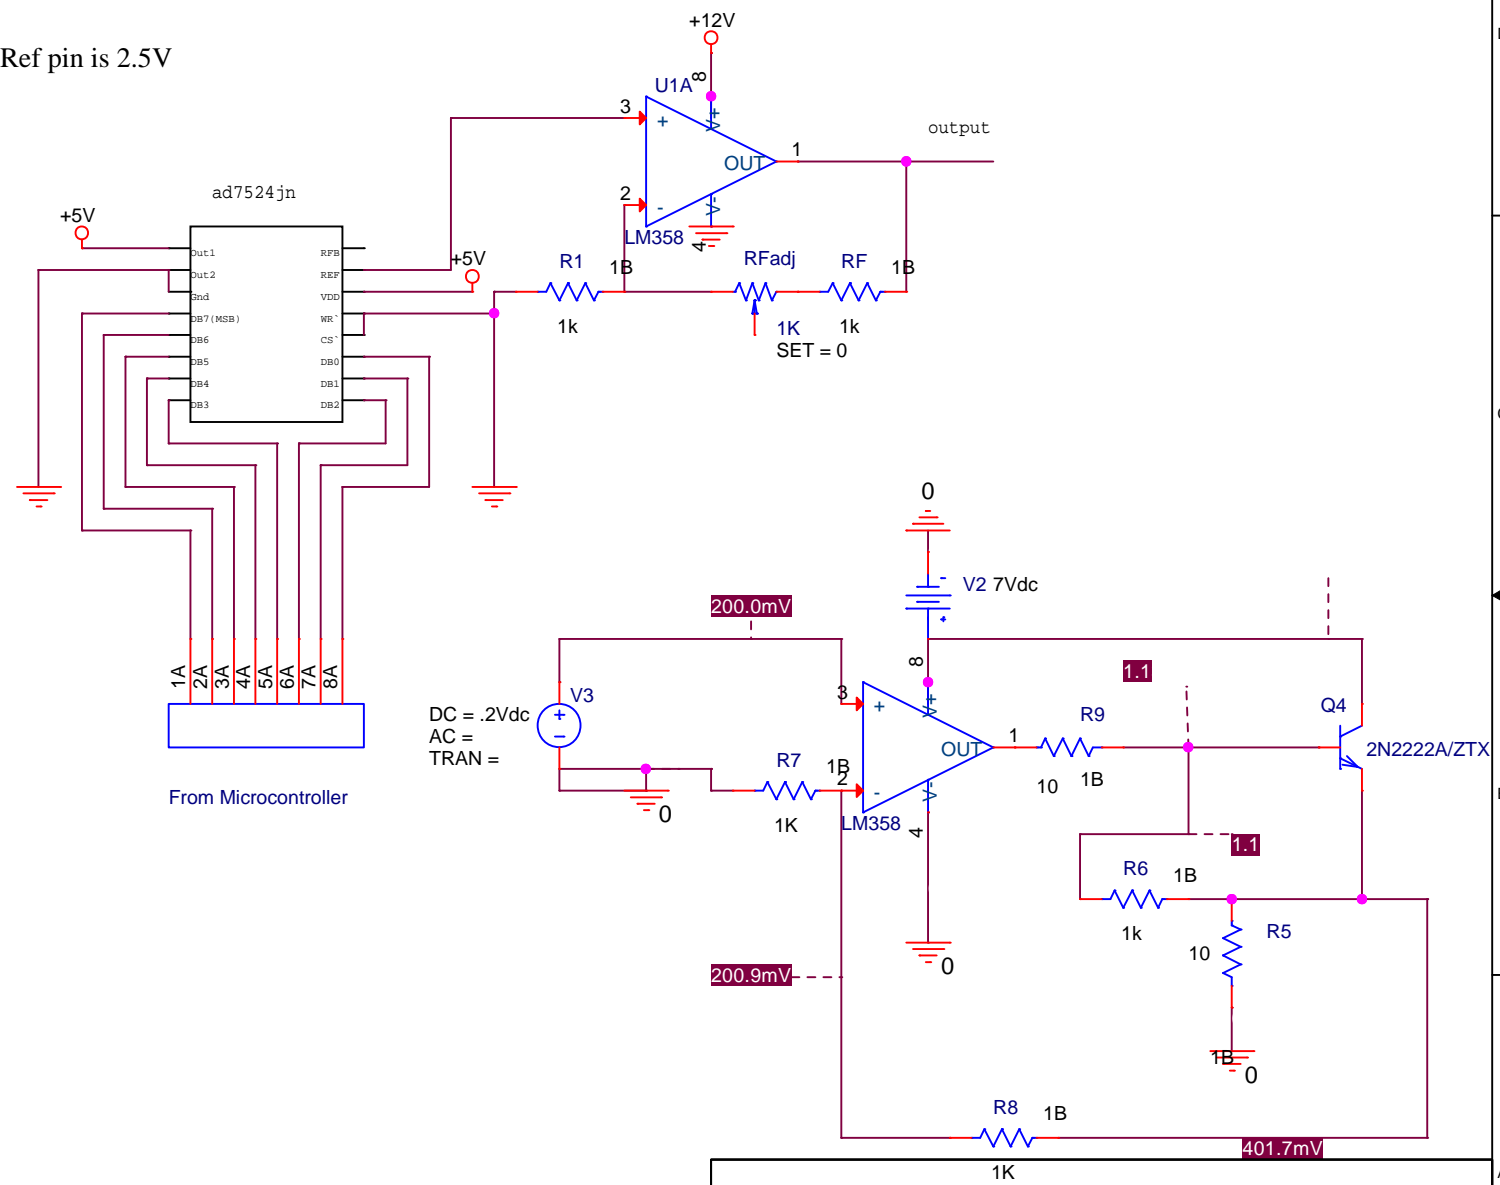 Ref pin is 2.5V
+12V
8
U1A
3
+
V+
output
OUT
1
2
-
V-
LM358
4
ad7524jn
+5V
Out1
RFB
Out2
REF
+5V
Gnd
VDD
DB7(MSB)
WR`
DB6
CS`
DB5
DB0
DB4
DB1
DB3
DB2
R1
1B
RFadj
RF
1B
1k
1K
1k
SET = 0
1A
2A
3A
4A
5A
6A
7A
8A
From Microcontroller
0
-
V2
7Vdc
+
200.0mV
8
1.1
V3
3
+
V+
R9
Q4
DC = .2Vdc
AC =
TRAN =
+
-
OUT
1
2N2222A/ZTX
R7
1B
2
-
V-
10
1B
0
1K
LM358
4
1.1
R6
1B
R5
1k
10
0
200.9mV
1B
0
R8
1B
401.7mV
1K